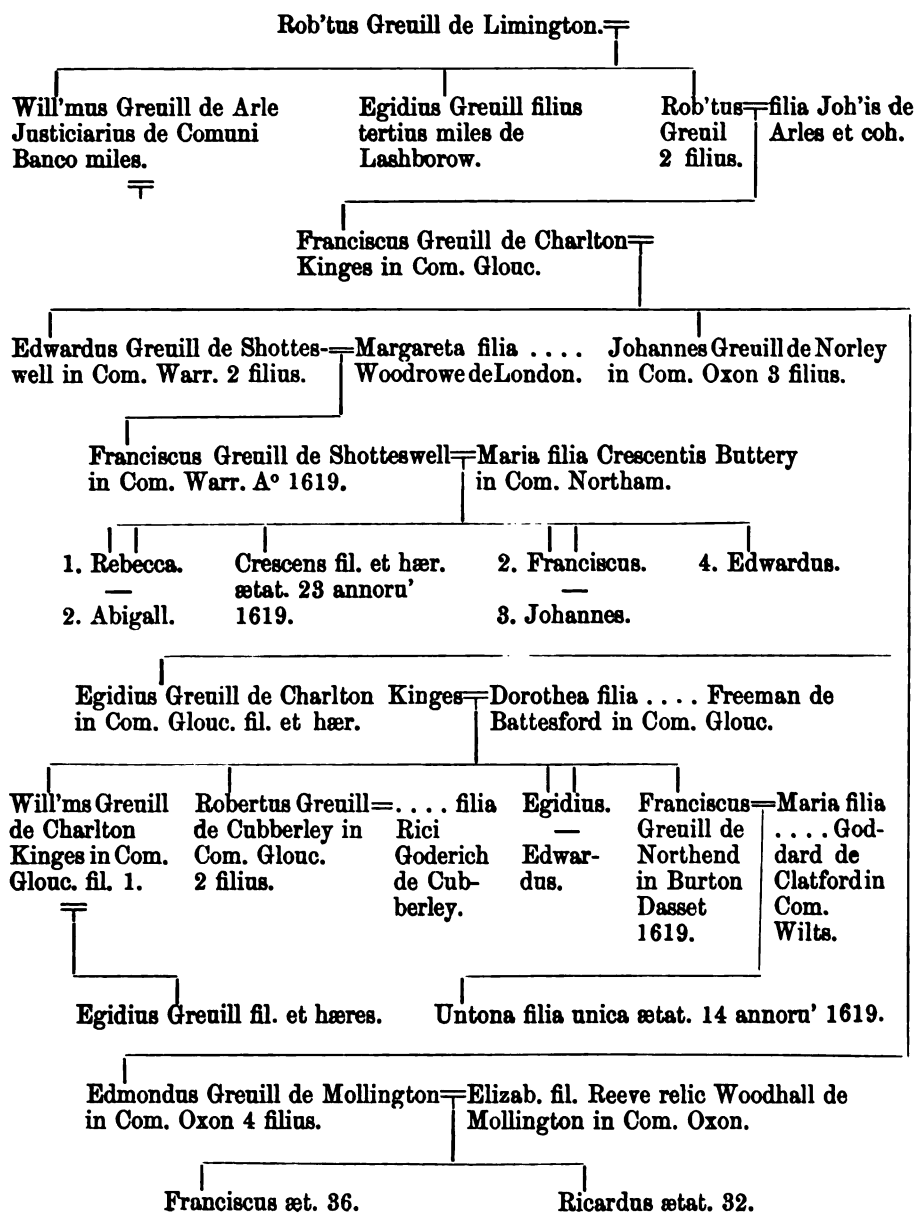 Rob'tus Greuill de Limington.
Will'mus Greuill de Arle
Justiciarius de Comuni
Banco miles.
Egidius Greuill filius
tertius miles de
Lashborow.
Rob'tus
Greuil
2 filius.
filia Joh'is de
Arles et coh.
Franciscus Greuill de Charlton
Kinges in Com. Glouc.
Edwardus Greuill de Shottes-
well in Com. Warr. 2 filius.
Margareta filia . . . .
Woodrowe de London.
Johannes Greuill de Norley
in Com. Oxon 3 filius.
Franciscus Greuill de Shotteswell
in Com. Warr. Aº 1619.
Maria filia Crescentis Buttery
in Com. Northam.
1. Rebecca.
—
2. Abigall.
Crescens fil. et hær.
ætat. 23 annoru'
1619.
2. Franciscus.
—
3. Johannes.
4. Edwardus.
Egidius Greuill de Charlton Kinges
in Com. Glouc. fil. et hær.
Dorothea filia . . . . Freeman de
Battesford in Com. Glouc.
Will'ms Greuill
de Charlton
Kinges in Com.
Glouc. fil. 1.
Robertus Greuill
de Cubberley in
Com. Glouc.
2 filius.
. . . . filia
Rici
Goderich
de Cub-
berley.
Egidius.
—
Edwar-
dus.
Franciscus
Greuill de
Northend
in Burton
Dasset
1619.
Maria filia
. . . . God-
dard de
Clatford in
Com.
Wilts.
Egidius Greuill fil. et hæres.
Untona filia unica ætat. 14 annoru' 1619.
Edmondus Greuill de Mollington
in Com. Oxon 4 filius.
Elizab. fil. Reeve relic Woodhall de
Mollington in Com. Oxon.
Franciscus æt. 36.
Ricardus ætat. 32.